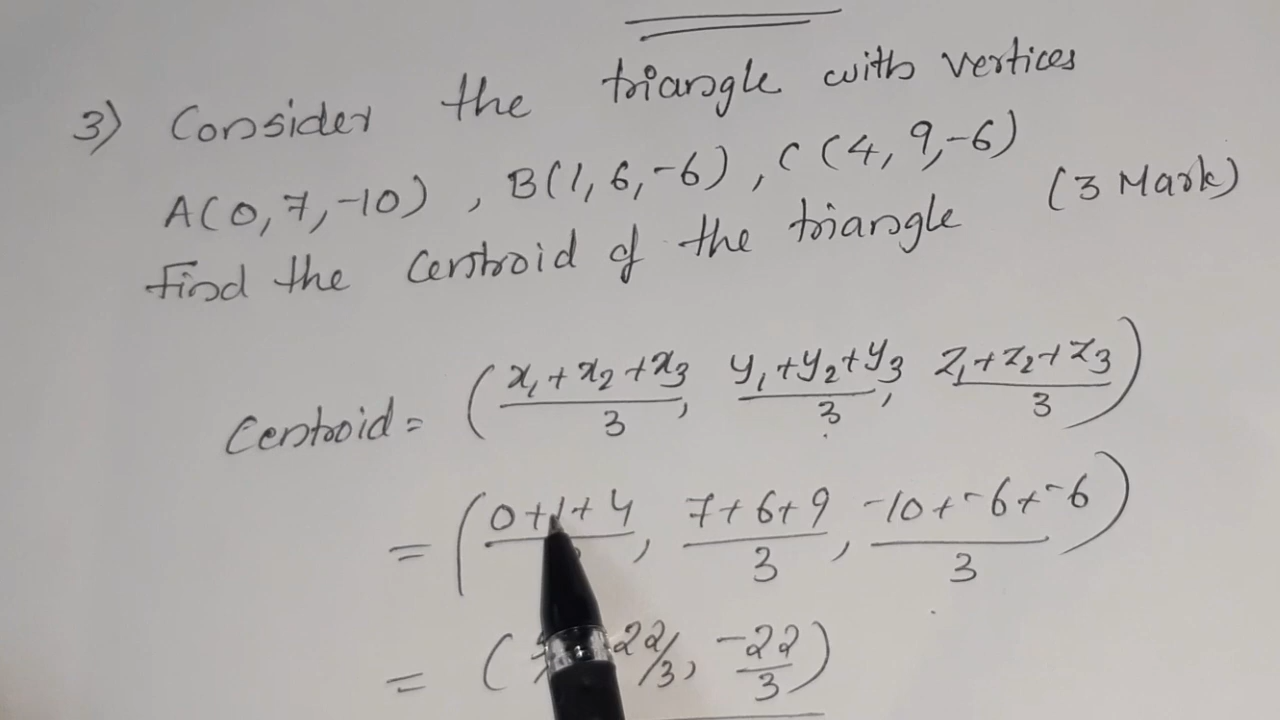 3) Consider the triangle with vertices
A(0,7,-10), B(1,6,-6), C(4,9,-6)
Find the Centroid of the triangle (3 Mark)
Centroid = (x₁+x₂+x₃/3, y₁+y₂+y₃/3, z₁+z₂+z₃/3)
= (0+1+4, 7+6+9/3, -10+-6+-6/3)
= ( 22/3, -22/3)